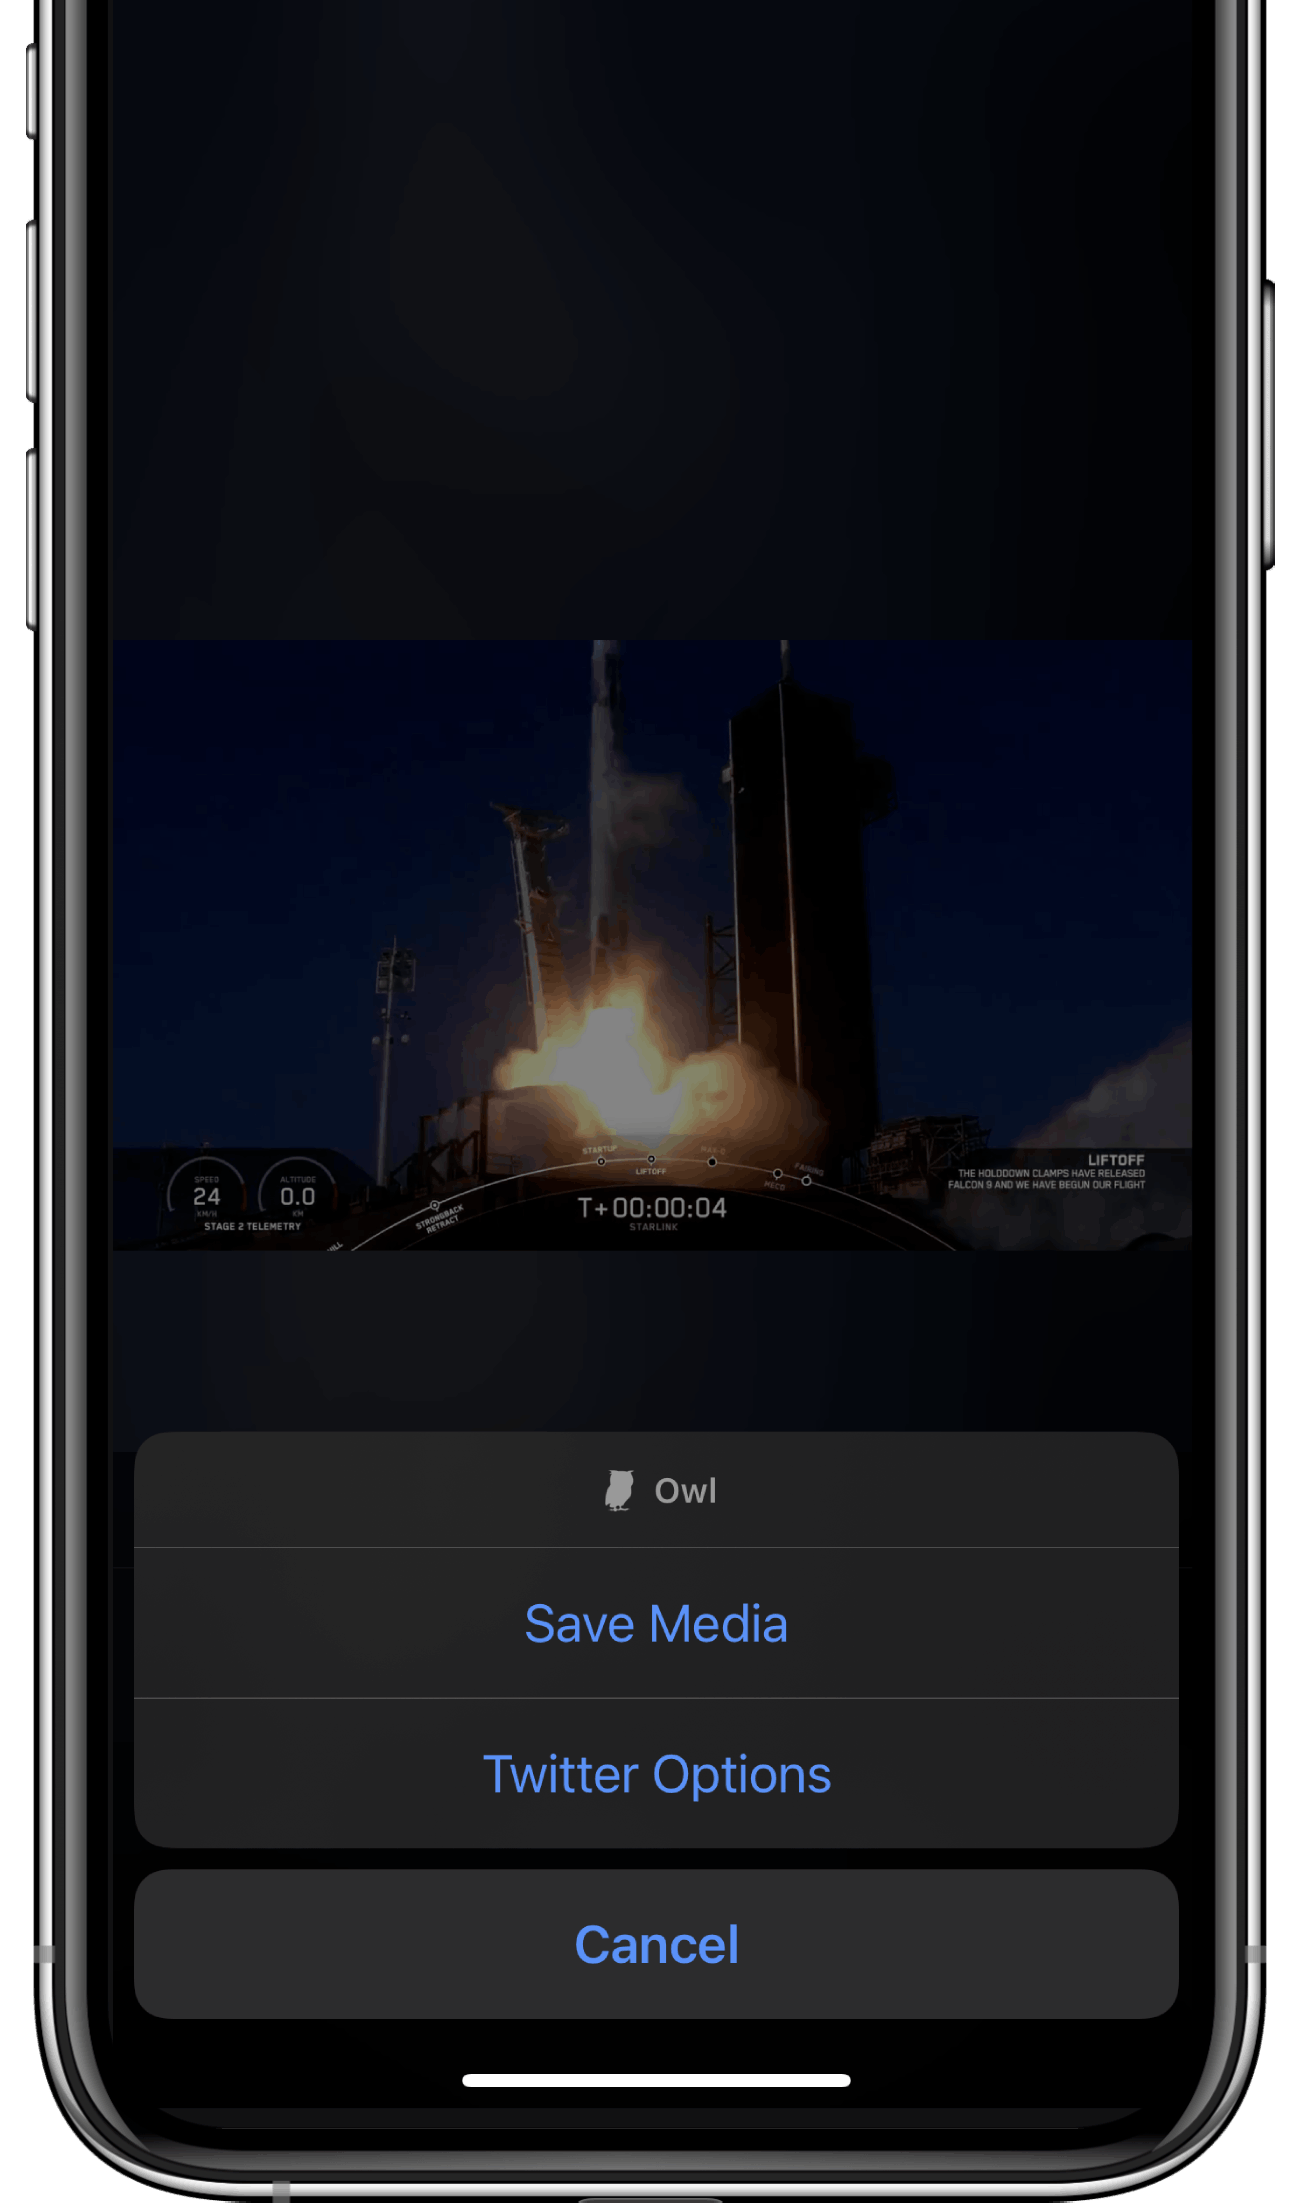 STARTUP
MAX-Q
LIFTOFF
FAIRING
MECO
STRONGBACK
RETRACT
SPEED
24
KM/H
ALTITUDE
0.0
KM
STAGE 2 TELEMETRY
T+00:00:04
STARLINK
LIFTOFF
THE HOLDDOWN CLAMPS HAVE RELEASED
FALCON 9 AND WE HAVE BEGUN OUR FLIGHT
Owl
Save Media
Twitter Options
Cancel